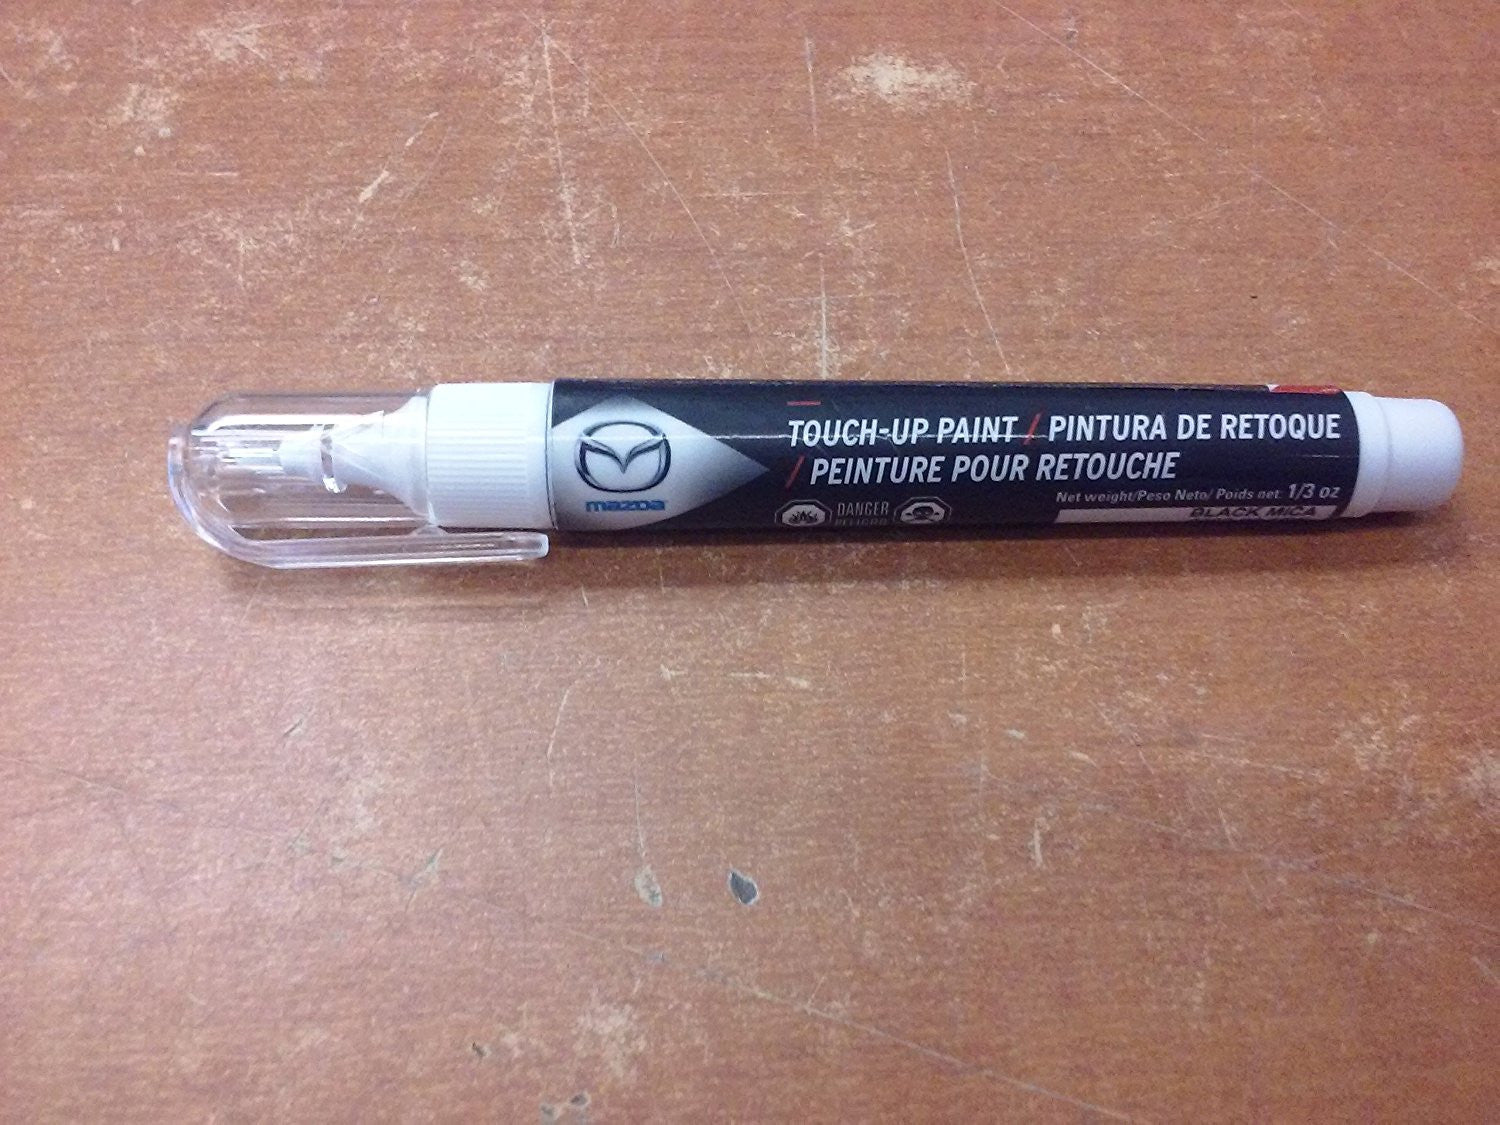 mazda
TOUCH-UP PAINT / PINTURA DE RETOQUE
/ PEINTURE POUR RETOUCHE
Net weight/Peso Neto/ Poids net: 1/3 oz
DANGER
PELIGRO
BLACK MICA